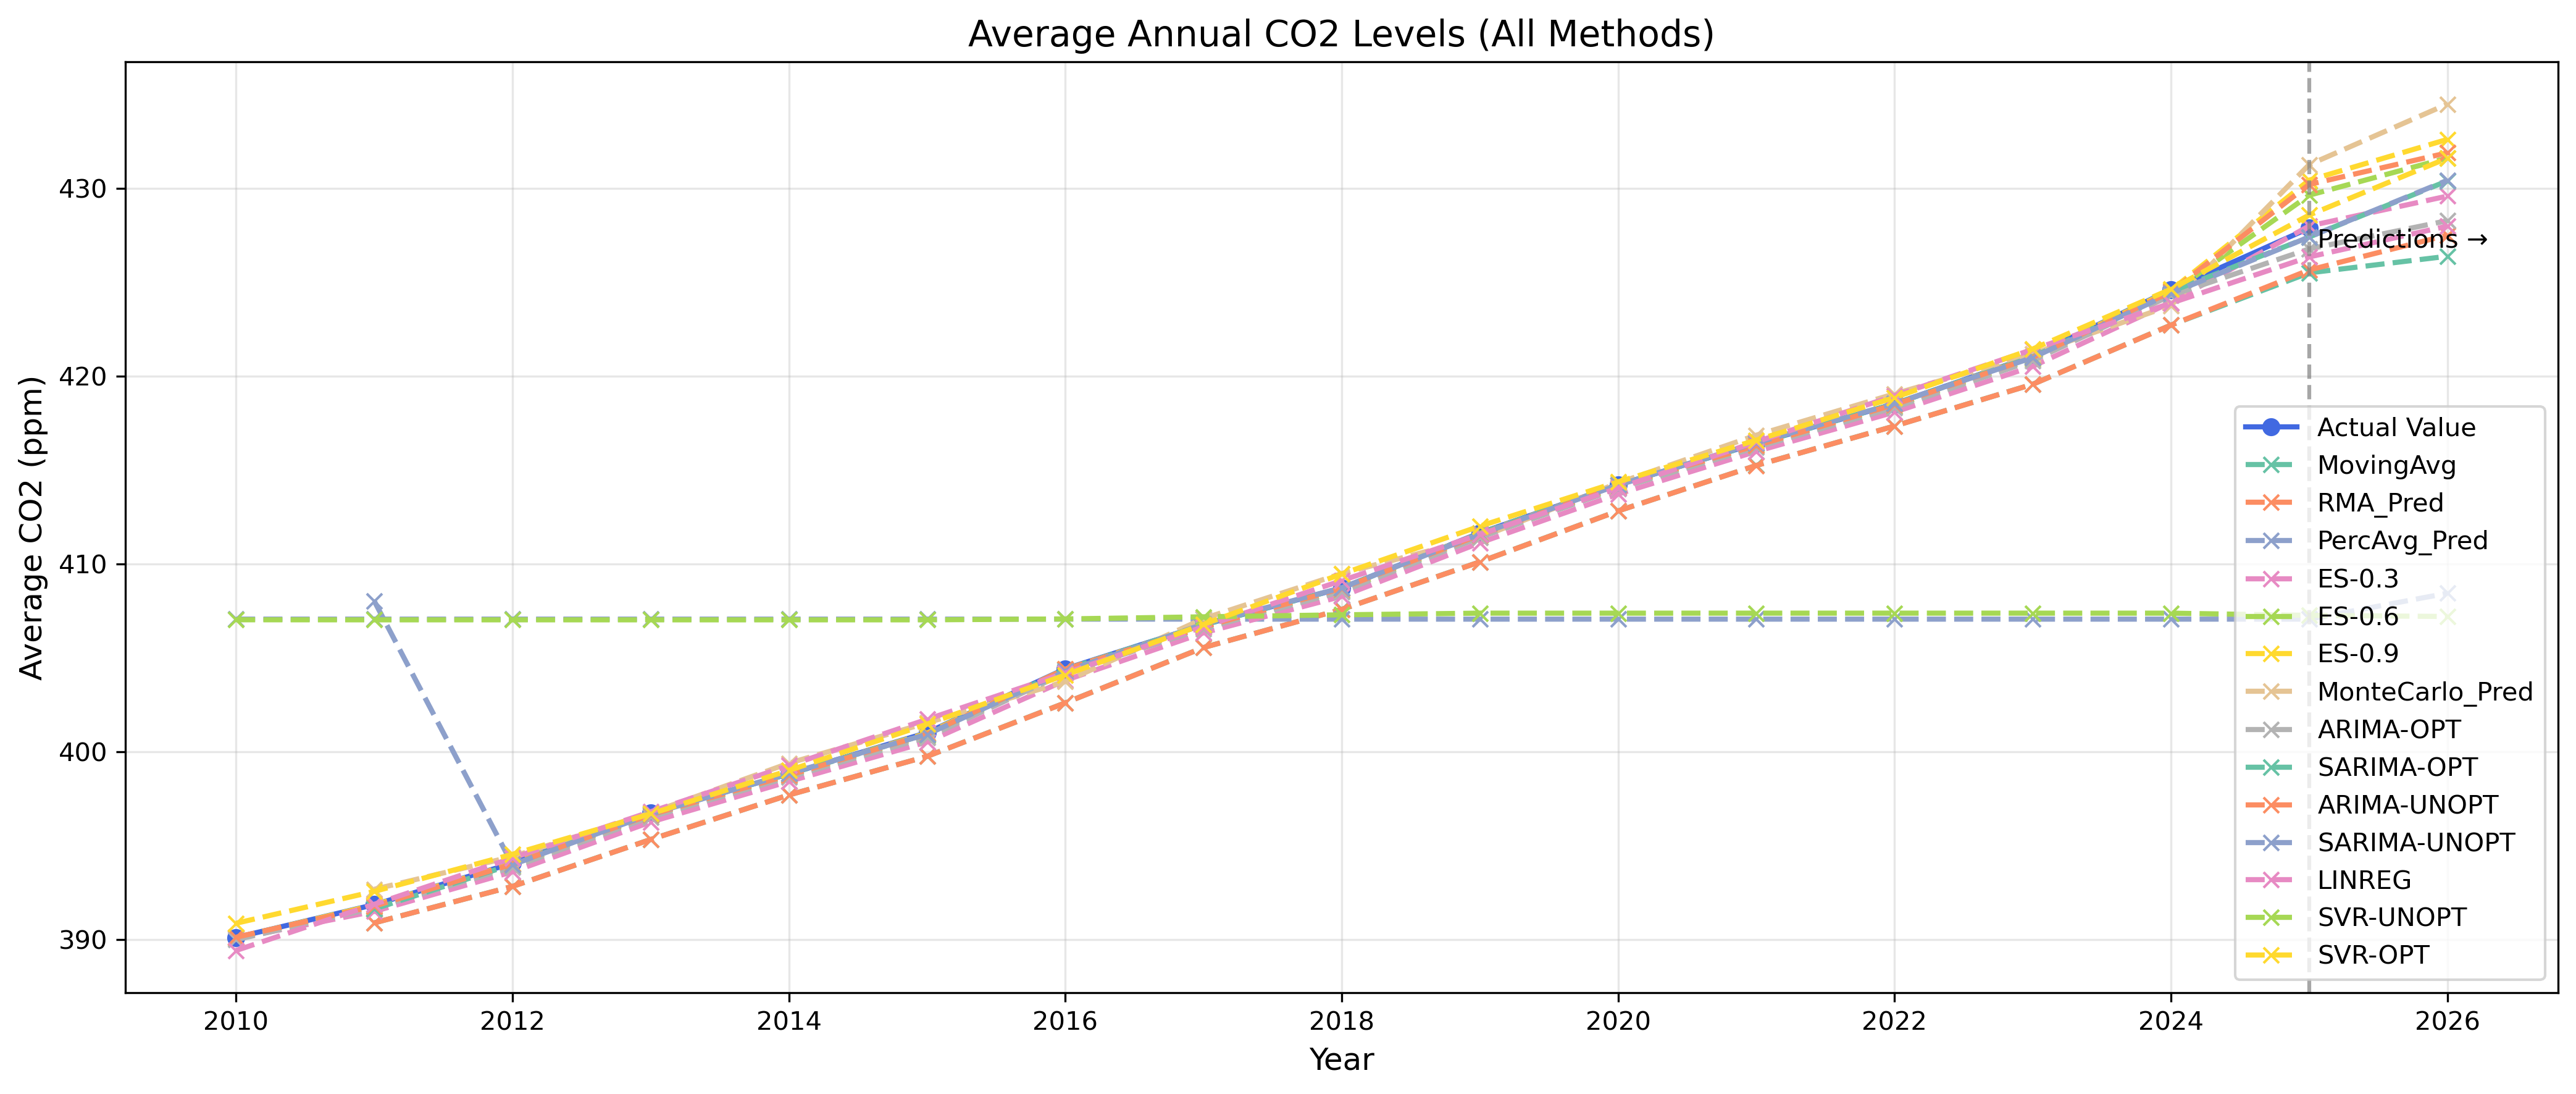 Average Annual CO2 Levels (All Methods)
Average CO2 (ppm)
430
420
410
400
390
Predictions →
Actual Value
MovingAvg
RMA_Pred
PercAvg_Pred
ES-0.3
ES-0.6
ES-0.9
MonteCarlo_Pred
ARIMA-OPT
SARIMA-OPT
ARIMA-UNOPT
SARIMA-UNOPT
LINREG
SVR-UNOPT
SVR-OPT
2010 2012 2014 2016 2018 2020 2022 2024 2026
Year